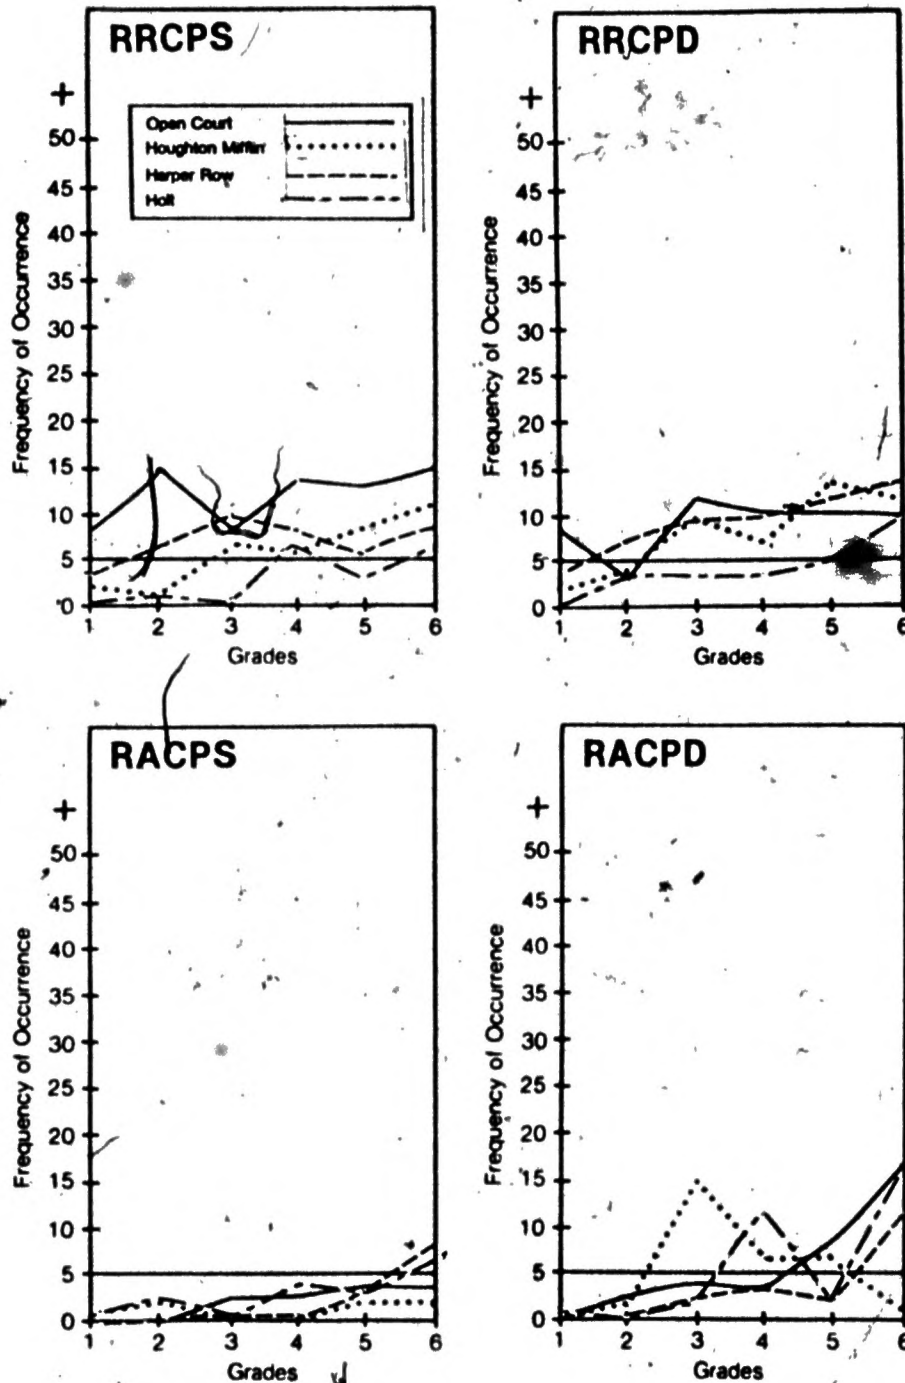 RRCPS
+
50
45
40
35
30
25
20
15
10
5
0
Frequency of Occurrence
Open Court
Houghton Mifflin
Harper Row
Holt
1 2 3 4 5 6
Grades
RRCPD
+
50
45
40
35
30
25
20
15
10
5
0
Frequency of Occurrence
1 2 3 4 5 6
Grades
RACPS
+
50
45
40
35
30
25
20
15
10
5
0
Frequency of Occurrence
1 2 3 4 5 6
Grades
RACPD
+
50
45
40
35
30
25
20
15
10
5
0
Frequency of Occurrence
1 2 3 4 5 6
Grades